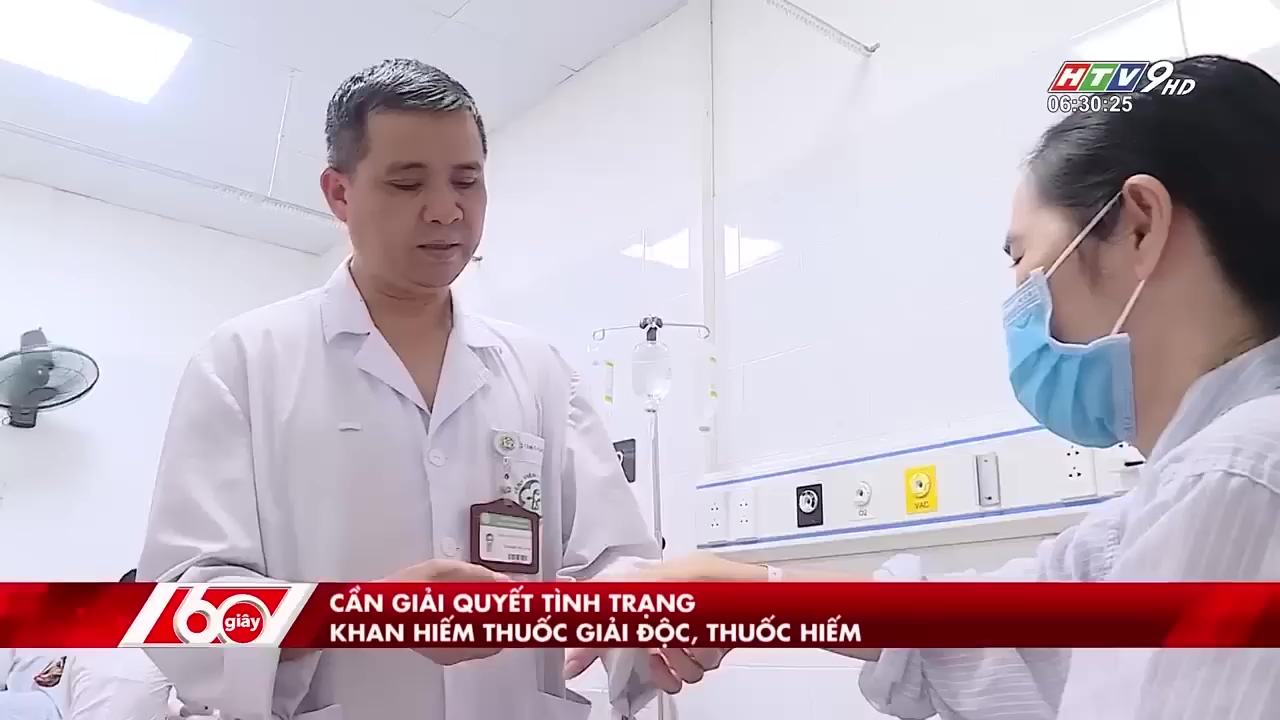 HTV9HD
06:30:25
O2
VAC
60 giây
CẦN GIẢI QUYẾT TÌNH TRẠNG
KHAN HIẾM THUỐC GIẢI ĐỘC, THUỐC HIẾM